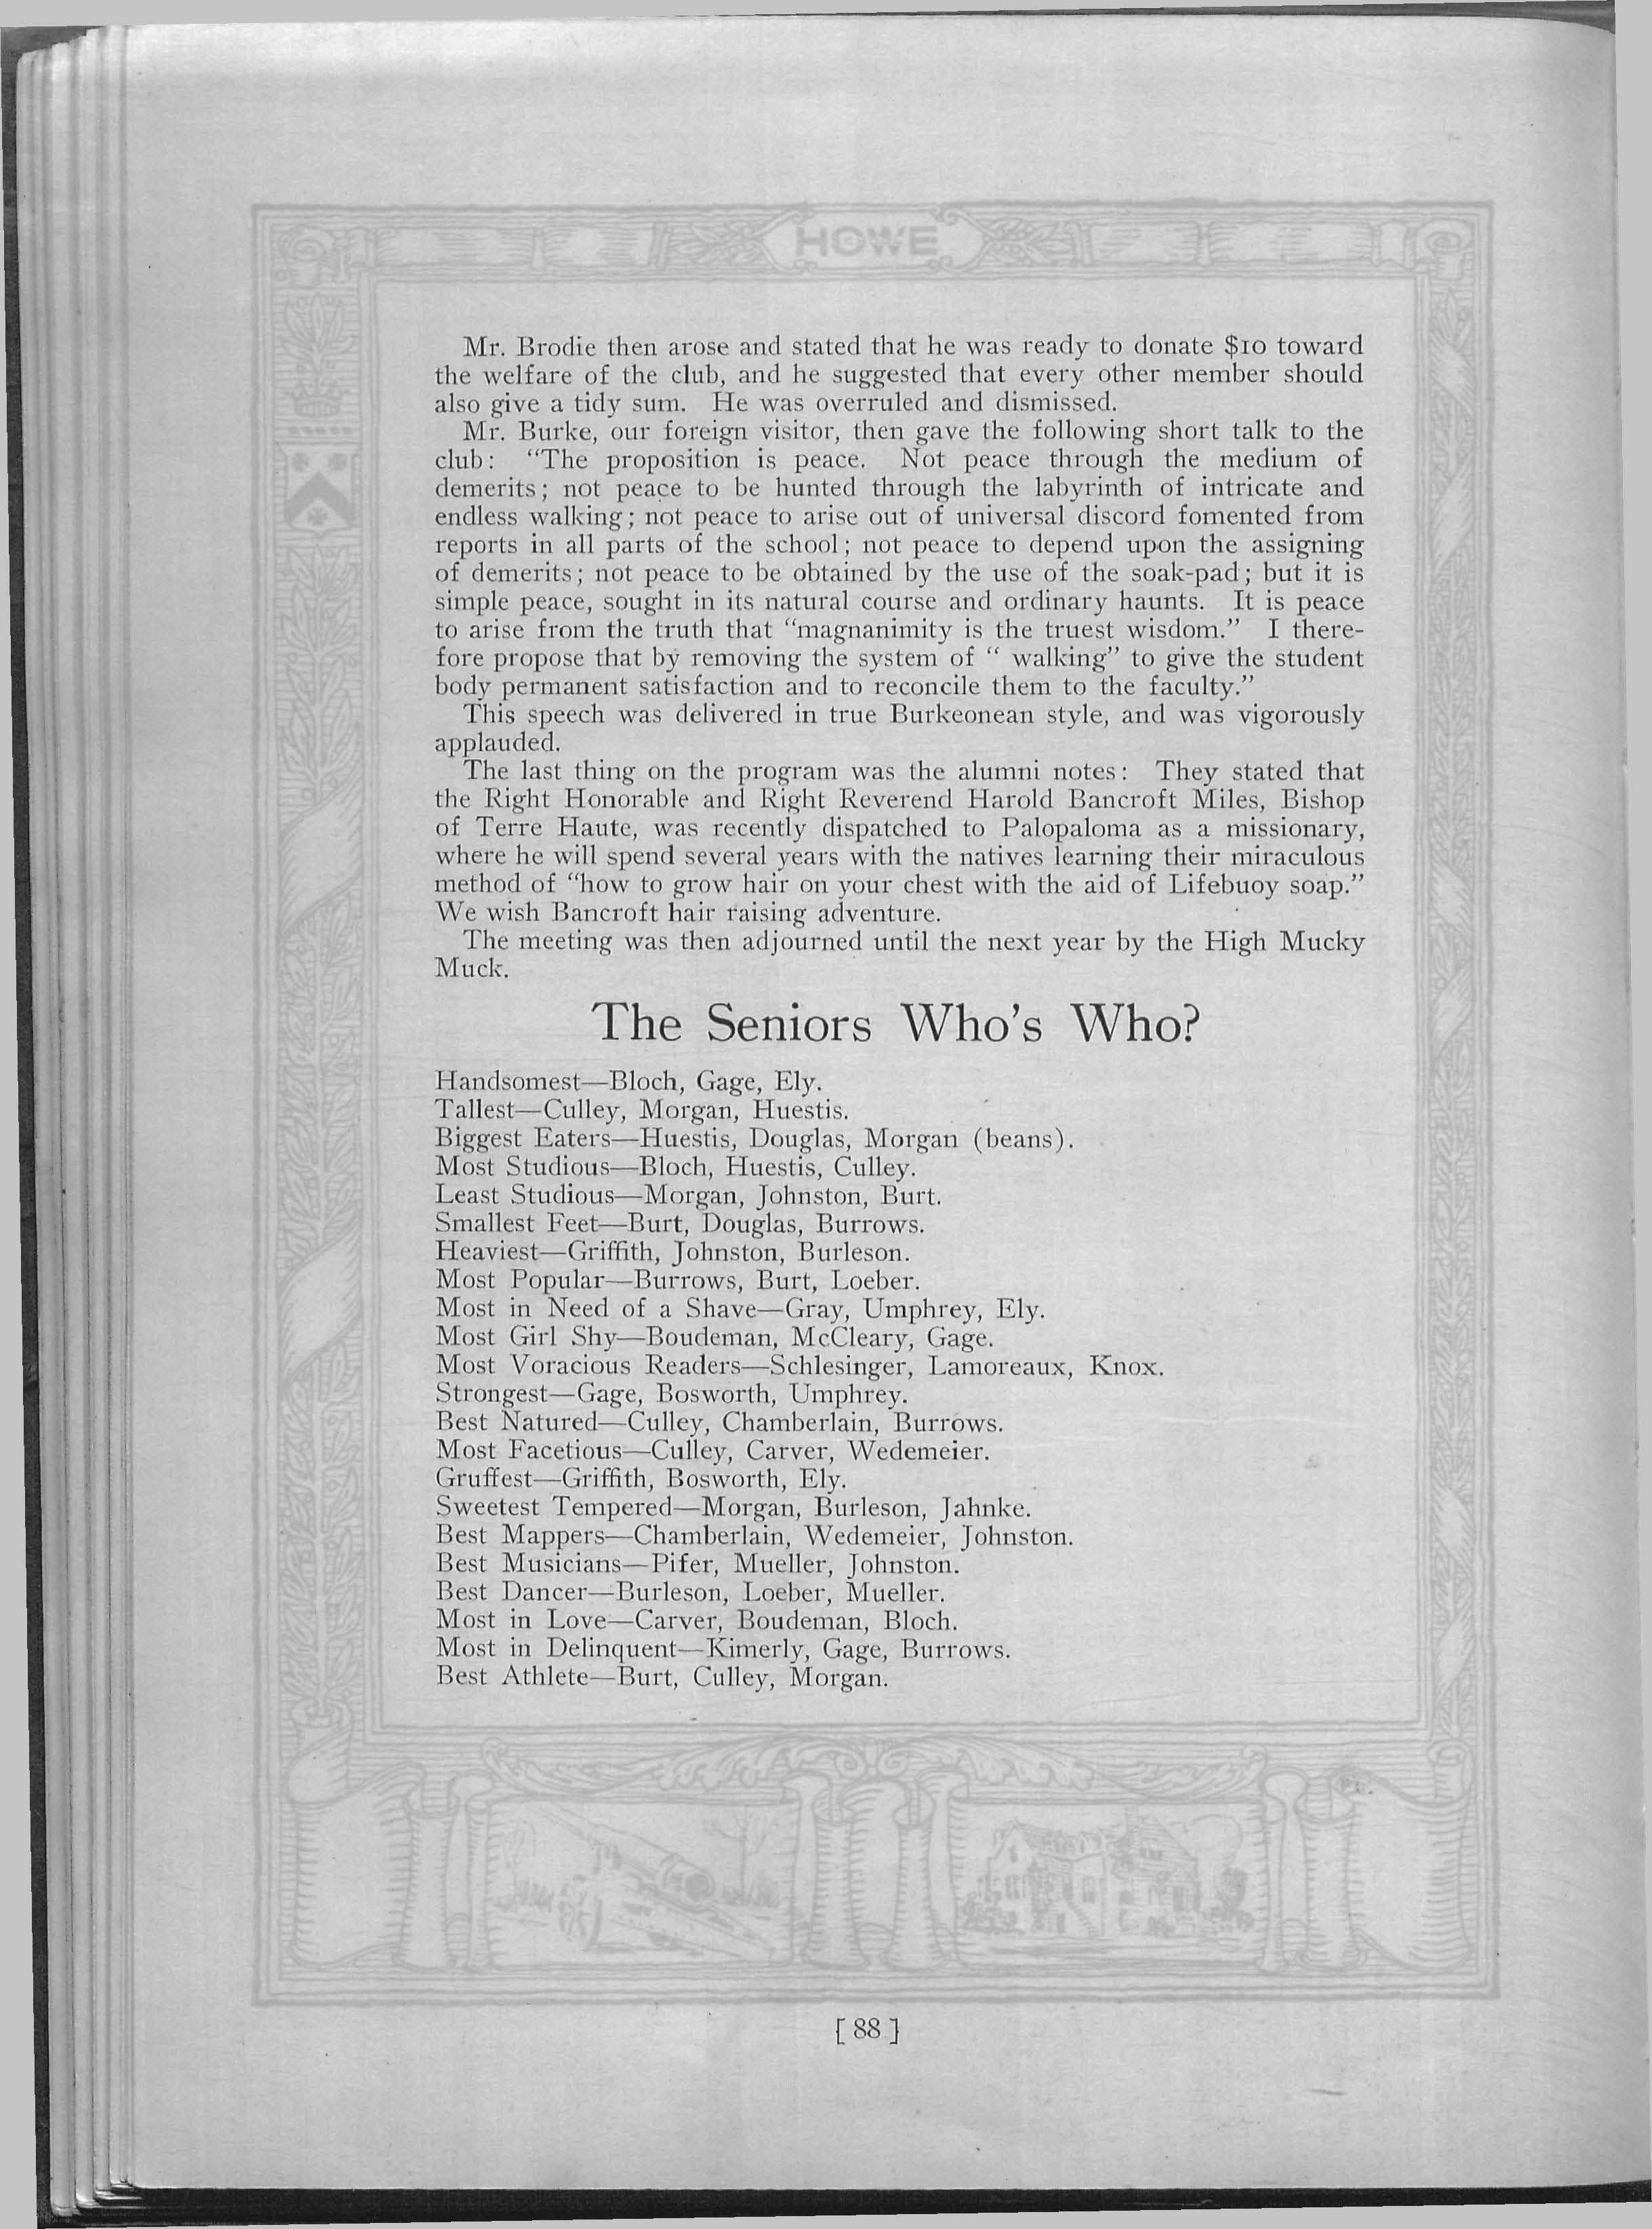 HOWE
Mr. Brodie then arose and stated that he was ready to donate $10 toward
the welfare of the club, and he suggested that every other member should
also give a tidy sum. He was overruled and dismissed.
Mr. Burke, our foreign visitor, then gave the following short talk to the
club: "The proposition is peace. Not peace through the medium of
demerits; not peace to be hunted through the labyrinth of intricate and
endless walking; not peace to arise out of universal discord fomented from
reports in all parts of the school; not peace to depend upon the assigning
of demerits; not peace to be obtained by the use of the soak-pad; but it is
simple peace, sought in its natural course and ordinary haunts. It is peace
to arise from the truth that "magnanimity is the truest wisdom." I there-
fore propose that by removing the system of " walking" to give the student
body permanent satisfaction and to reconcile them to the faculty."
This speech was delivered in true Burkeonean style, and was vigorously
applauded.
The last thing on the program was the alumni notes: They stated that
the Right Honorable and Right Reverend Harold Bancroft Miles, Bishop
of Terre Haute, was recently dispatched to Palopaloma as a missionary,
where he will spend several years with the natives learning their miraculous
method of "how to grow hair on your chest with the aid of Lifebuoy soap."
We wish Bancroft hair raising adventure.
The meeting was then adjourned until the next year by the High Mucky
Muck.
The Seniors Who's Who?
Handsomest—Bloch, Gage, Ely.
Tallest—Culley, Morgan, Huestis.
Biggest Eaters—Huestis, Douglas, Morgan (beans).
Most Studious—Bloch, Huestis, Culley.
Least Studious—Morgan, Johnston, Burt.
Smallest Feet—Burt, Douglas, Burrows.
Heaviest—Griffith, Johnston, Burleson.
Most Popular—Burrows, Burt, Loeber.
Most in Need of a Shave—Gray, Umphrey, Ely.
Most Girl Shy—Boudeman, McCleary, Gage.
Most Voracious Readers—Schlesinger, Lamoreaux, Knox.
Strongest—Gage, Bosworth, Umphrey.
Best Natured—Culley, Chamberlain, Burrows.
Most Facetious—Culley, Carver, Wedemeier.
Gruffest—Griffith, Bosworth, Ely.
Sweetest Tempered—Morgan, Burleson, Jahnke.
Best Mappers—Chamberlain, Wedemeier, Johnston.
Best Musicians—Pifer, Mueller, Johnston.
Best Dancer—Burleson, Loeber, Mueller.
Most in Love—Carver, Boudeman, Bloch.
Most in Delinquent—Kimerly, Gage, Burrows.
Best Athlete—Burt, Culley, Morgan.
[ 88 ]